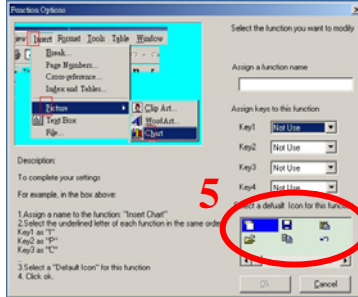 Function Options
ew Insert Format Tools Table Window
Break...
Page Numbers...
Cross-reference...
Index and Tables...
Picture
Text Box
File...
Clip Art...
WordArt...
Chart
Description:
To complete your settings
For example, in the box above:
1.Assign a name to the function: "Insert Chart"
2.Select the underlined letter of each function in the same order
Key1 as "I"
Key2 as "P"
Key3 as "C"
3.Select a "Default Icon" for this function
4. Click ok.
Select the function you want to modify
Assign a function name
Assign keys to this function
Key1 Not Use
Key2 Not Use
Key3 Not Use
Key4 Not Use
5
Select a default Icon for this function
Ok
Cancel